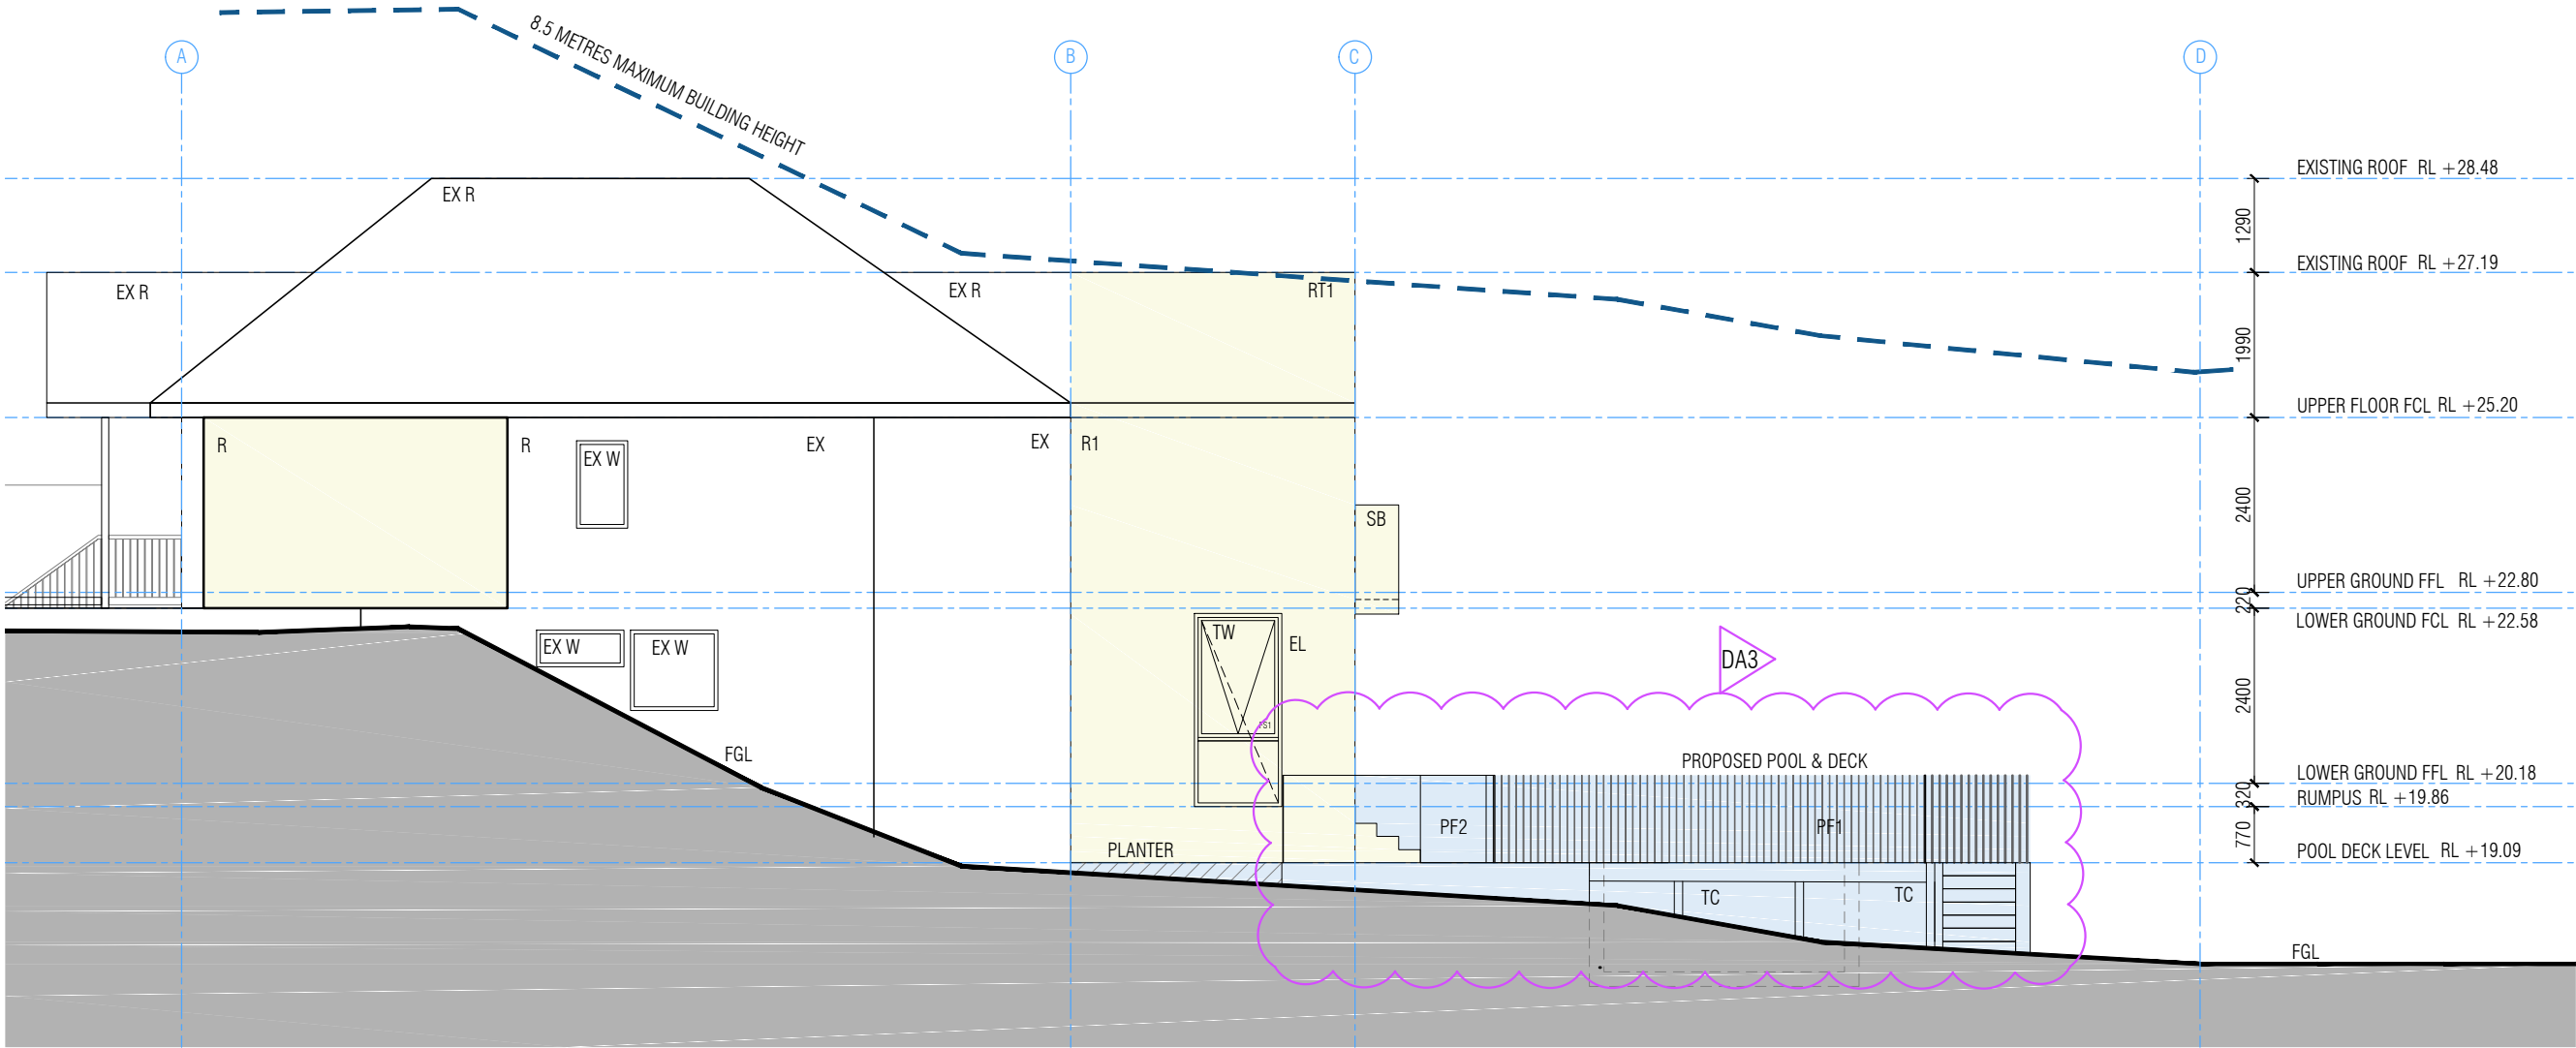 8.5 METRES MAXIMUM BUILDING HEIGHT
A
B
C
D
EXISTING ROOF RL +28.48
EX R
1290
EXISTING ROOF RL +27.19
EX R
EX R
RT1
1990
UPPER FLOOR FCL RL +25.20
R
R
EX W
EX
EX
R1
SB
2400
UPPER GROUND FFL RL +22.80
220
LOWER GROUND FCL RL +22.58
EX W
EX W
TW
EL
DA3
FS1
2400
FGL
PROPOSED POOL & DECK
LOWER GROUND FFL RL +20.18
320
RUMPUS RL +19.86
PF2
PF1
770
PLANTER
POOL DECK LEVEL RL +19.09
TC
TC
FGL